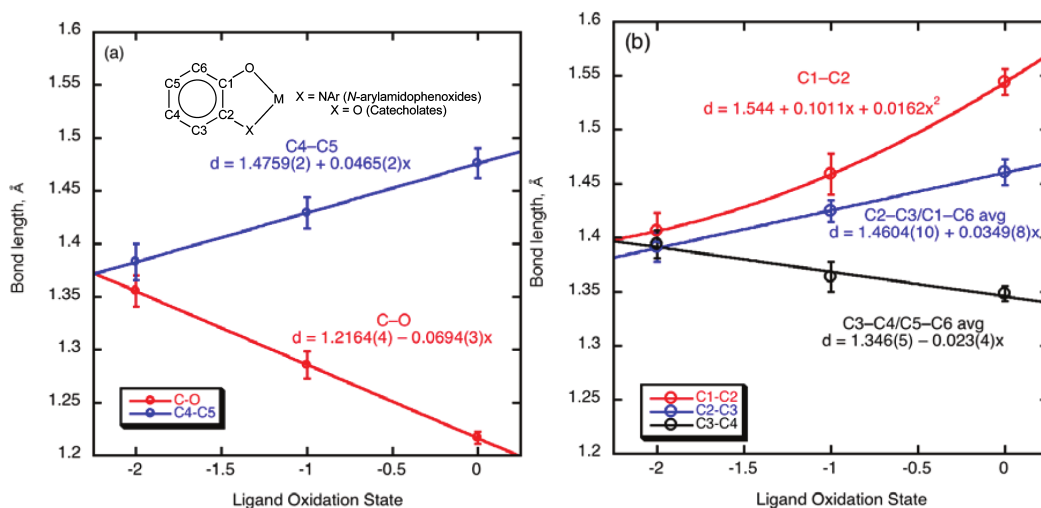 (a)
Bond length, Å
1.6
1.55
1.5
1.45
1.4
1.35
1.3
1.25
1.2
C6
O
C5
C1
M
C4
C2
C3
X
X = NAr (N-arylamidophenoxides)
X = O (Catecholates)
C4–C5
d = 1.4759(2) + 0.0465(2)x
C–O
d = 1.2164(4) − 0.0694(3)x
C-O
C4-C5
-2 -1.5 -1 -0.5 0
Ligand Oxidation State
(b)
Bond length, Å
1.6
1.55
1.5
1.45
1.4
1.35
1.3
1.25
1.2
C1–C2
d = 1.544 + 0.1011x + 0.0162x²
C2–C3/C1–C6 avg
d = 1.4604(10) + 0.0349(8)x
C3–C4/C5–C6 avg
d = 1.346(5) − 0.023(4)x
C1-C2
C2-C3
C3-C4
-2 -1.5 -1 -0.5 0
Ligand Oxidation State